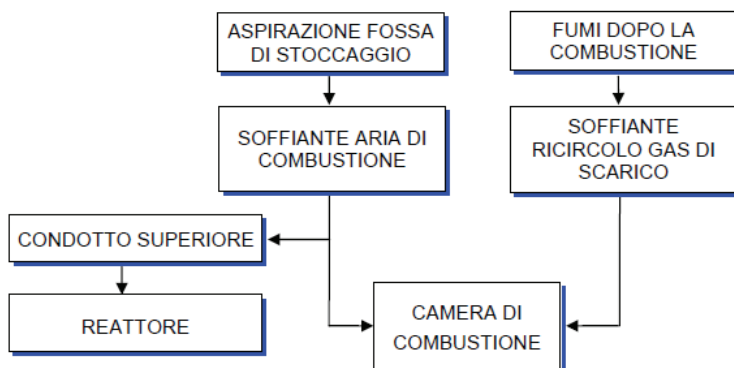 ASPIRAZIONE FOSSA
DI STOCCAGGIO
FUMI DOPO LA
COMBUSTIONE
SOFFIANTE ARIA DI
COMBUSTIONE
SOFFIANTE
RICIRCOLO GAS DI
SCARICO
CONDOTTO SUPERIORE
REATTORE
CAMERA DI
COMBUSTIONE